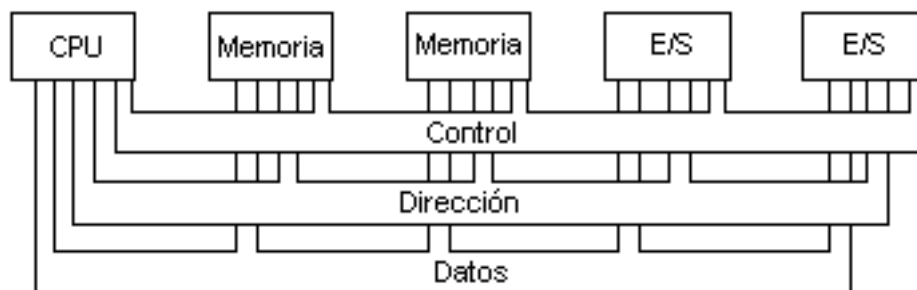 CPU
Memoria
Memoria
E/S
E/S
Control
Dirección
Datos